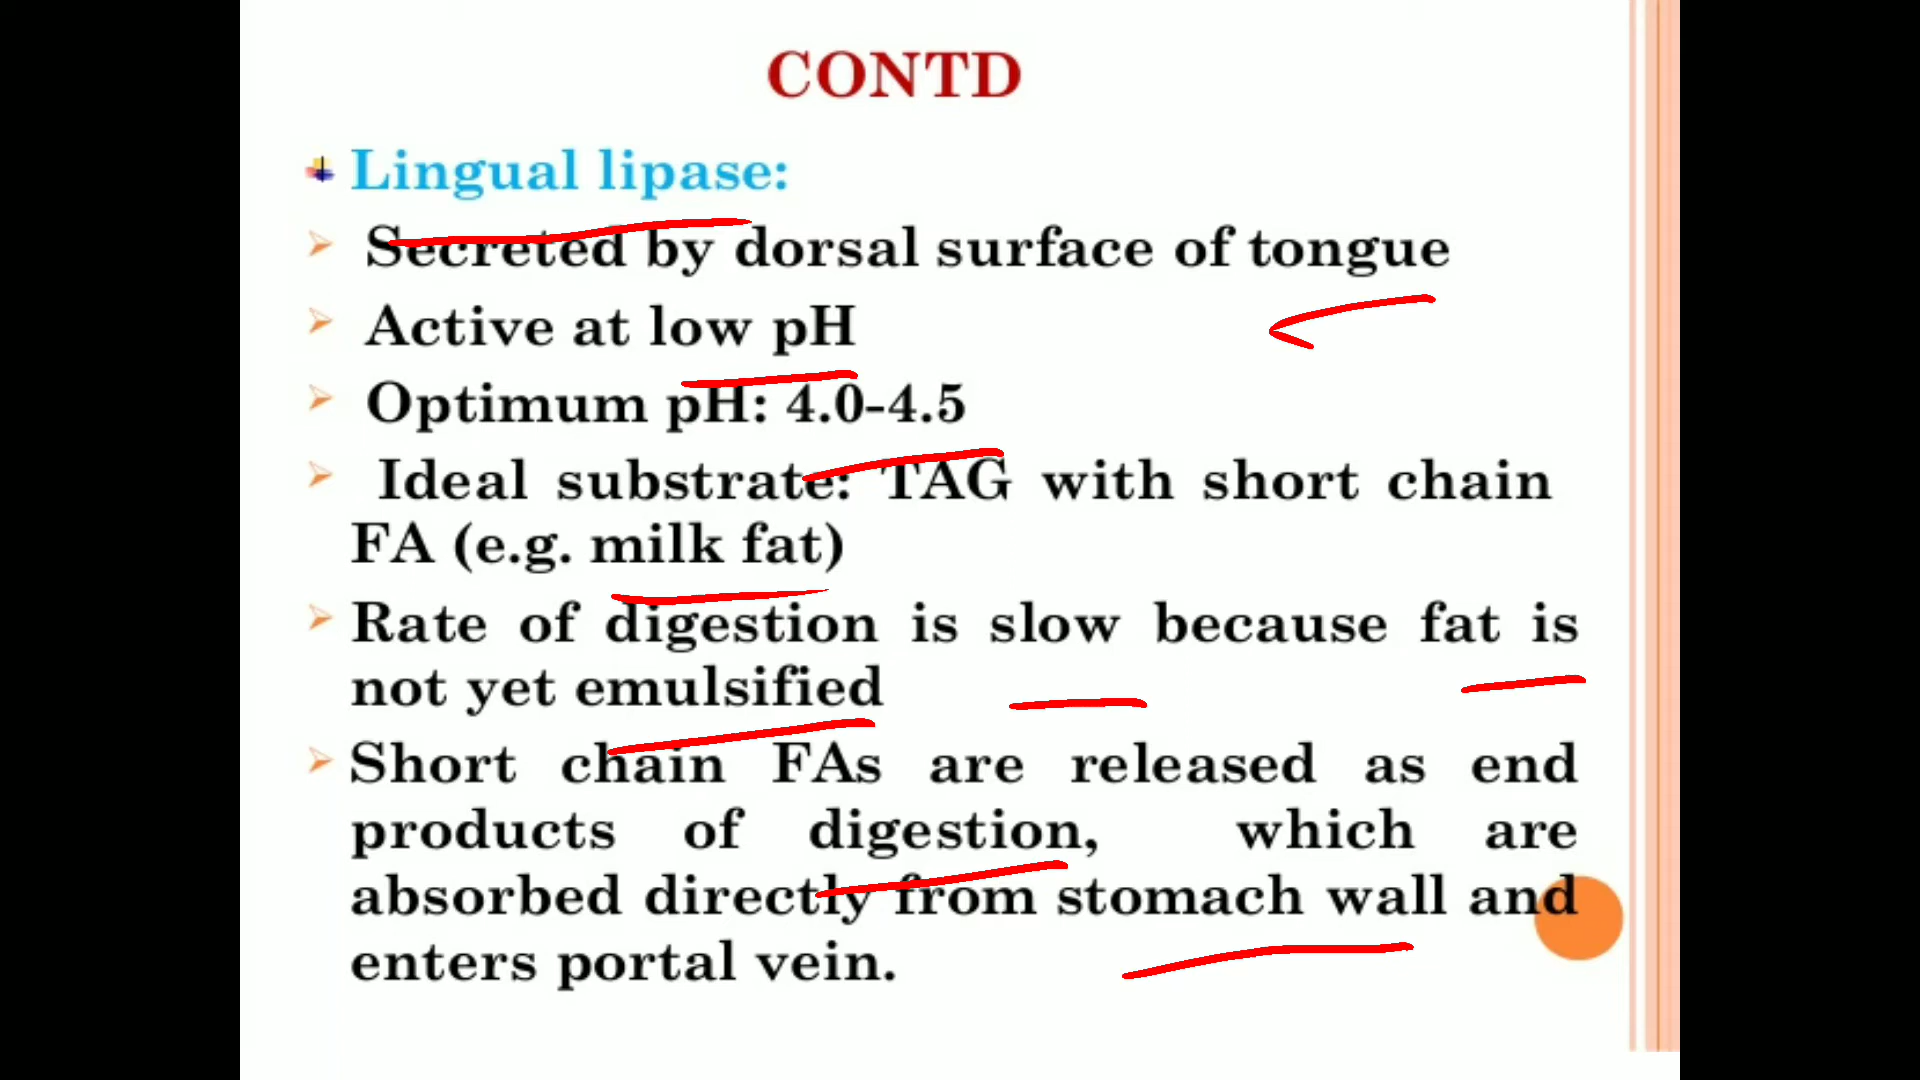 CONTD
Lingual lipase:
Secreted by dorsal surface of tongue
Active at low pH
Optimum pH: 4.0-4.5
Ideal substrate: TAG with short chain
FA (e.g. milk fat)
Rate of digestion is slow because fat is
not yet emulsified
Short chain FAs are released as end
products of digestion, which are
absorbed directly from stomach wall and
enters portal vein.